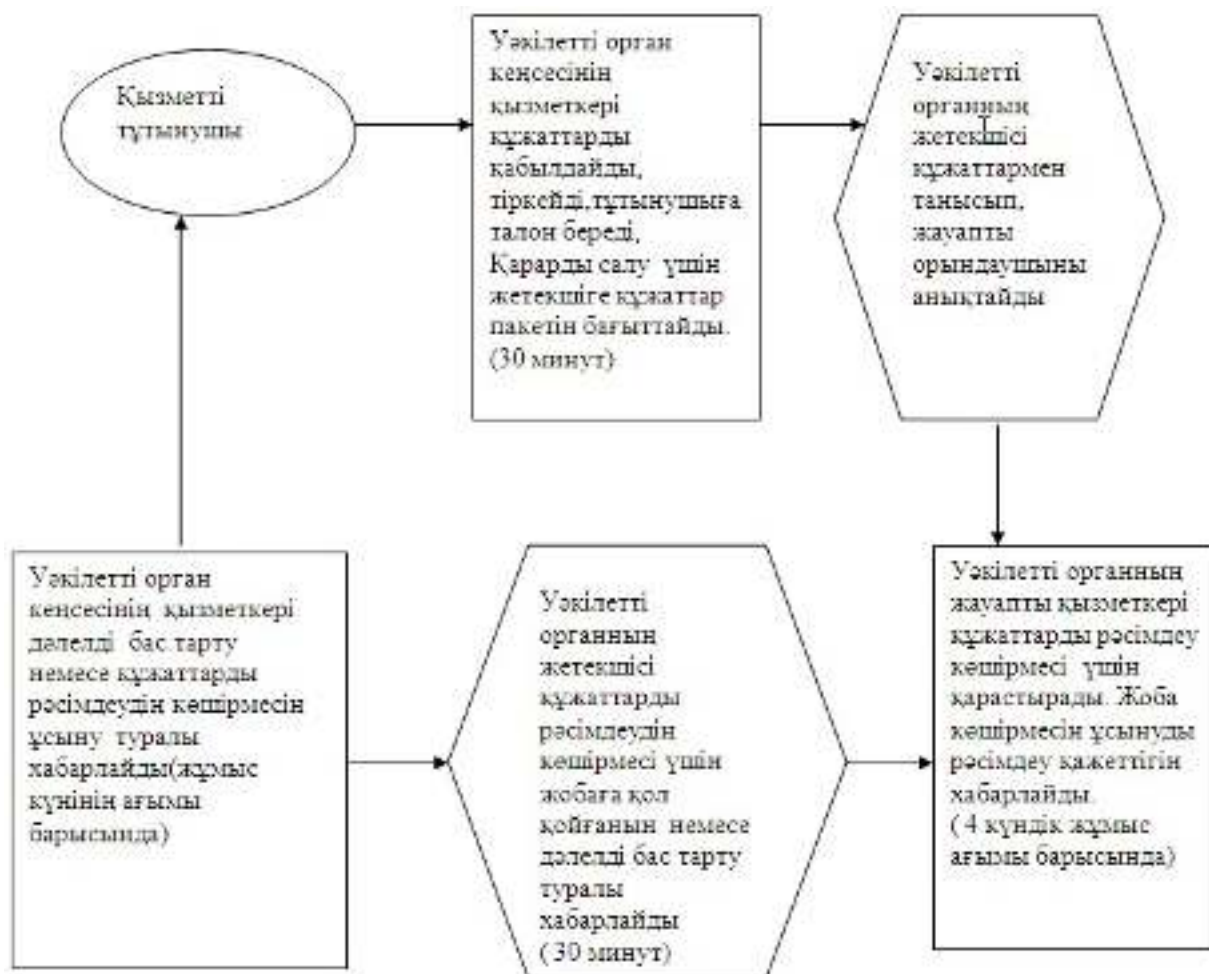 Қызметті
тұтынушы
Уәкілетті орган
кеңсесінің
қызметкері
құжаттарды
қабылдайды,
тіркейді,тұтынушыға
талон береді,
Қарарды салу үшін
жетекшіге құжаттар
пакетін бағыттайды.
(30 минут)
Уәкілетті
органның
жетекшісі
құжаттармен
танысып,
жауапты
орындаушыны
анықтайды
Уәкілетті орган
кеңсесінің қызметкері
дәлелді бас тарту
немесе құжаттарды
рәсімдеудің көшірмесін
ұсыну туралы
хабарлайды(жұмыс
күнінің ағымы
барысында)
Уәкілетті
органның
жетекшісі
құжаттарды
рәсімдеудің
көшірмесі үшін
жобаға қол
қойғанын немесе
дәлелді бас тарту
туралы
хабарлайды
( 30 минут)
Уәкілетті органның
жауапты қызметкері
құжаттарды рәсімдеу
көшірмесі үшін
қарастырады. Жоба
көшірмесін ұсынуды
рәсімдеу қажеттігін
хабарлайды.
( 4 күндік жұмыс
ағымы барысында)